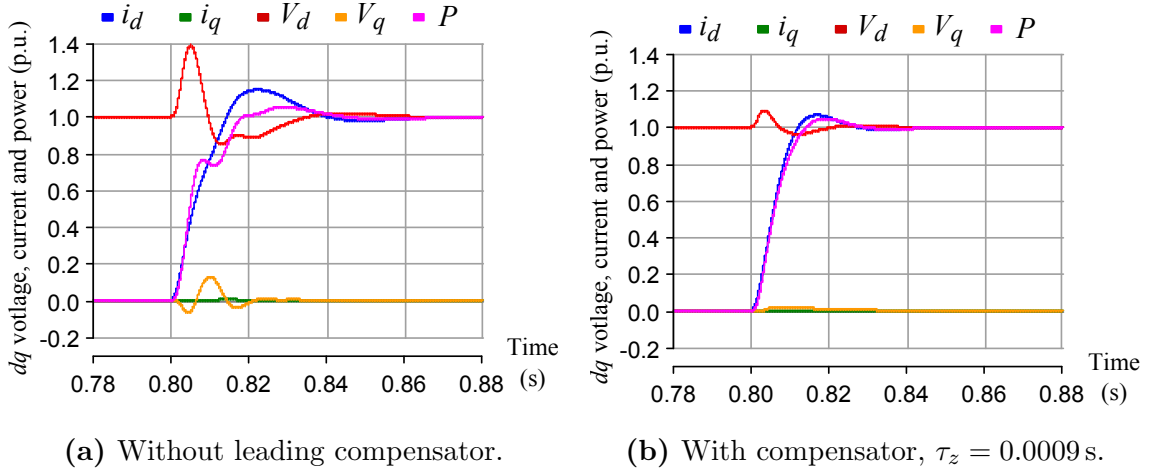 i_d i_q V_d V_q P
dq votlage, current and power (p.u.)
1.4
1.2
1.0
0.8
0.6
0.4
0.2
0.0
-0.2
0.78 0.80 0.82 0.84 0.86 0.88
Time
(s)
(a) Without leading compensator.
i_d i_q V_d V_q P
dq votlage, current and power (p.u.)
1.4
1.2
1.0
0.8
0.6
0.4
0.2
0.0
-0.2
0.78 0.80 0.82 0.84 0.86 0.88
Time
(s)
(b) With compensator, τ_z = 0.0009 s.